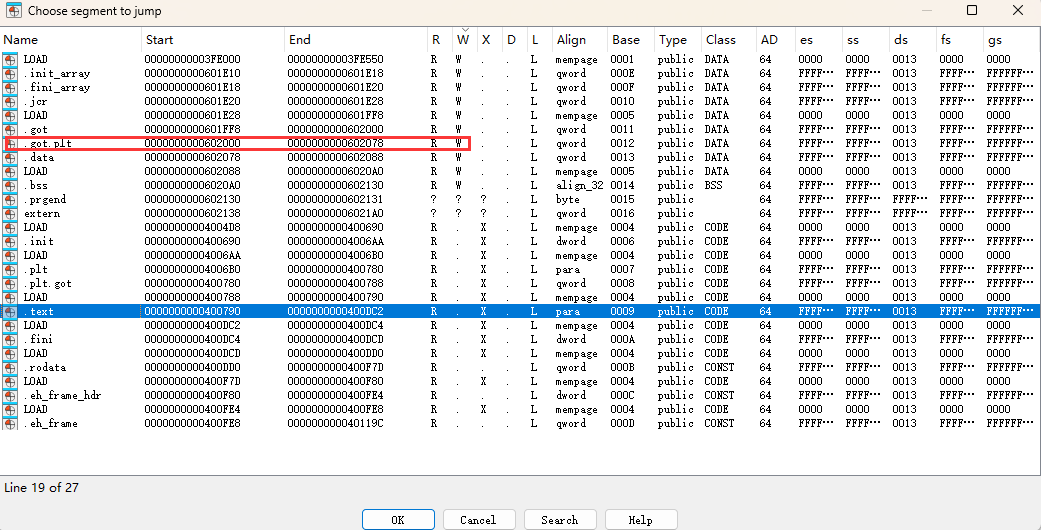 Choose segment to jump
Name Start End R W X D L Align Base Type Class AD es ss ds fs gs
LOAD 00000000003FE000 00000000003FE550 R W . . L mempage 0001 public DATA 64 0000 0000 0013 0000 0000
.init_array 0000000000601E10 0000000000601E18 R W . . L qword 000E public DATA 64 FFFF… FFFF… 0013 FFFF… FFFFFF…
.fini_array 0000000000601E18 0000000000601E20 R W . . L qword 000F public DATA 64 FFFF… FFFF… 0013 FFFF… FFFFFF…
.jcr 0000000000601E20 0000000000601E28 R W . . L qword 0010 public DATA 64 FFFF… FFFF… 0013 FFFF… FFFFFF…
LOAD 0000000000601E28 0000000000601FF8 R W . . L mempage 0005 public DATA 64 0000 0000 0013 0000 0000
.got 0000000000601FF8 0000000000602000 R W . . L qword 0011 public DATA 64 FFFF… FFFF… 0013 FFFF… FFFFFF…
.got.plt 0000000000602000 0000000000602078 R W . . L qword 0012 public DATA 64 FFFF… FFFF… 0013 FFFF… FFFFFF…
.data 0000000000602078 0000000000602088 R W . . L qword 0013 public DATA 64 FFFF… FFFF… 0013 FFFF… FFFFFF…
LOAD 0000000000602088 00000000006020A0 R W . . L mempage 0005 public DATA 64 0000 0000 0013 0000 0000
.bss 00000000006020A0 0000000000602130 R W . . L align_32 0014 public BSS 64 FFFF… FFFF… 0013 FFFF… FFFFFF…
.prgend 0000000000602130 0000000000602131 ? ? ? . L byte 0015 public 64 FFFF… FFFF… FFFF… FFFF… FFFFFF…
extern 0000000000602138 00000000006021A0 ? ? ? . L qword 0016 public 64 FFFF… FFFF… FFFF… FFFF… FFFFFF…
LOAD 00000000004004D8 0000000000400690 R . X . L mempage 0004 public CODE 64 0000 0000 0013 0000 0000
.init 0000000000400690 00000000004006AA R . X . L dword 0006 public CODE 64 FFFF… FFFF… 0013 FFFF… FFFFFF…
LOAD 00000000004006AA 00000000004006B0 R . X . L mempage 0004 public CODE 64 0000 0000 0013 0000 0000
.plt 00000000004006B0 0000000000400780 R . X . L para 0007 public CODE 64 FFFF… FFFF… 0013 FFFF… FFFFFF…
.plt.got 0000000000400780 0000000000400788 R . X . L qword 0008 public CODE 64 FFFF… FFFF… 0013 FFFF… FFFFFF…
LOAD 0000000000400788 0000000000400790 R . X . L mempage 0004 public CODE 64 0000 0000 0013 0000 0000
.text 0000000000400790 0000000000400DC2 R . X . L para 0009 public CODE 64 FFFF… FFFF… 0013 FFFF… FFFFFF…
LOAD 0000000000400DC2 0000000000400DC4 R . X . L mempage 0004 public CODE 64 0000 0000 0013 0000 0000
.fini 0000000000400DC4 0000000000400DCD R . X . L dword 000A public CODE 64 FFFF… FFFF… 0013 FFFF… FFFFFF…
LOAD 0000000000400DCD 0000000000400DD0 R . X . L mempage 0004 public CODE 64 0000 0000 0013 0000 0000
.rodata 0000000000400DD0 0000000000400F7D R . . . L qword 000B public CONST 64 FFFF… FFFF… 0013 FFFF… FFFFFF…
LOAD 0000000000400F7D 0000000000400F80 R . X . L mempage 0004 public CODE 64 0000 0000 0013 0000 0000
.eh_frame_hdr 0000000000400F80 0000000000400FE4 R . . . L dword 000C public CONST 64 FFFF… FFFF… 0013 FFFF… FFFFFF…
LOAD 0000000000400FE4 0000000000400FE8 R . X . L mempage 0004 public CODE 64 0000 0000 0013 0000 0000
.eh_frame 0000000000400FE8 000000000040119C R . . . L qword 000D public CONST 64 FFFF… FFFF… 0013 FFFF… FFFFFF…
Line 19 of 27
OK Cancel Search Help